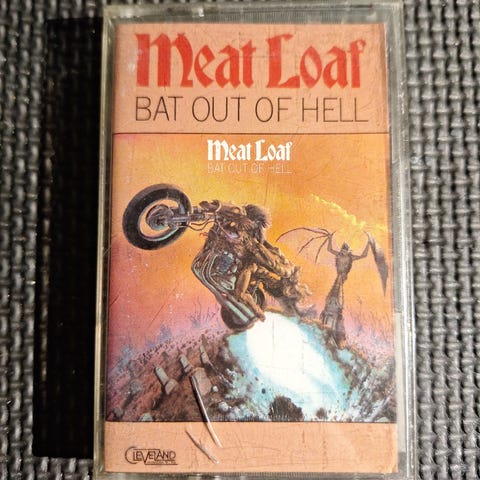 Meat Loaf
BAT OUT OF HELL
Meat Loaf
BAT OUT OF HELL
CLEVELAND